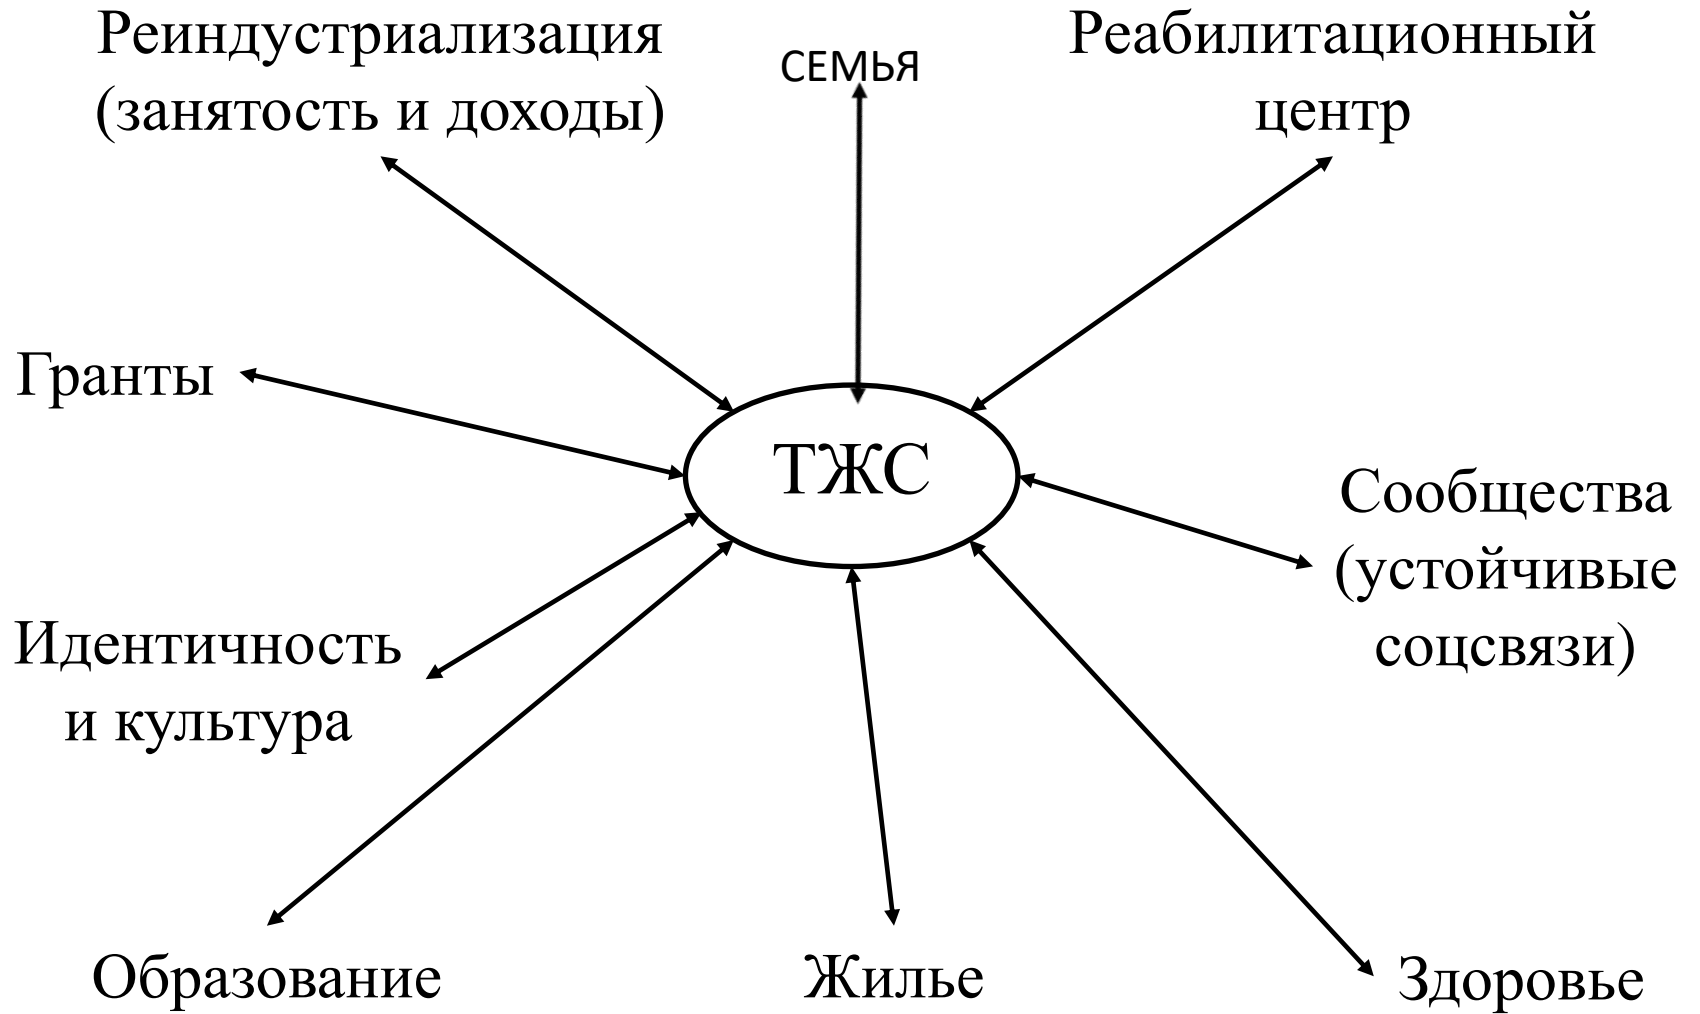 Реиндустриализация
(занятость и доходы)
СЕМЬЯ
Реабилитационный
центр
Гранты
ТЖС
Сообщества
(устойчивые
соцсвязи)
Идентичность
и культура
Образование
Жилье
Здоровье